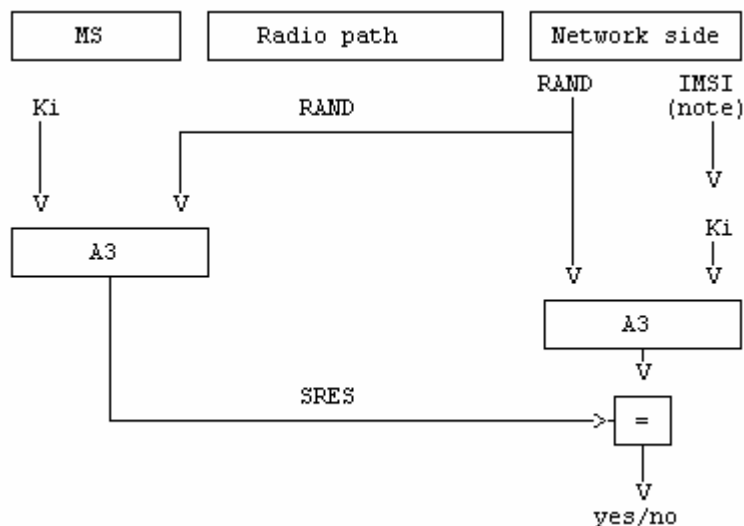 MS
Radio path
Network side
RAND
IMSI
(note)
Ki
RAND
V
V
V
Ki
A3
V
V
A3
V
SRES
=
V
yes/no